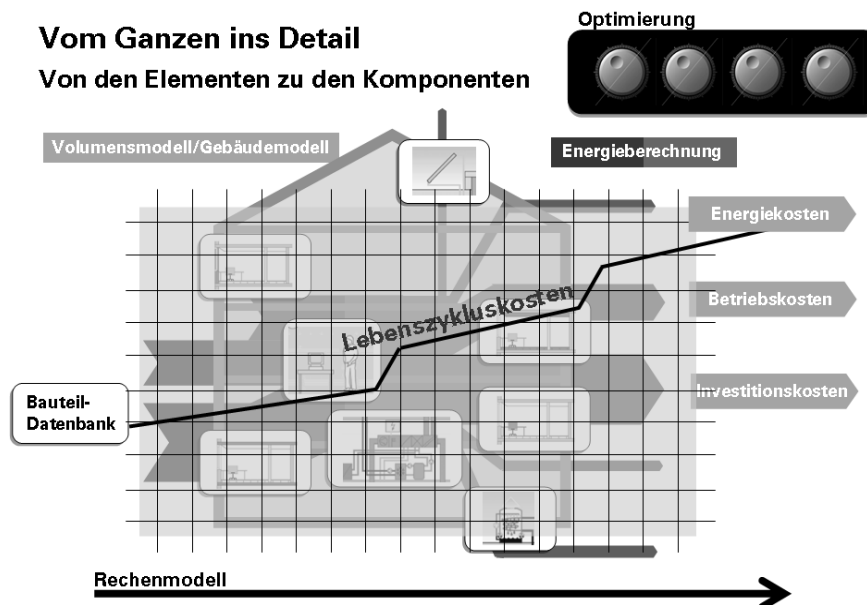 Optimierung
Vom Ganzen ins Detail
Von den Elementen zu den Komponenten
Volumensmodell/Gebäudemodell
Energieberechnung
Energiekosten
Lebenszykluskosten
Betriebskosten
Investitionskosten
Bauteil-
Datenbank
Rechenmodell